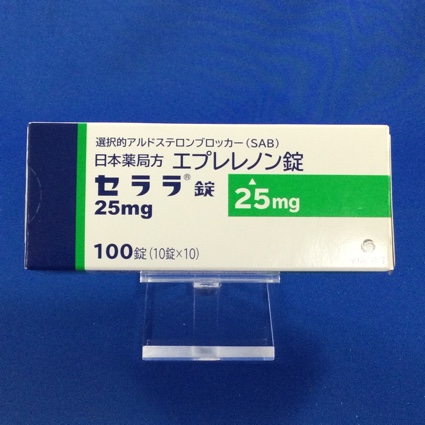 選択的アルドステロンブロッカー(SAB)
日本薬局方 エプレレノン錠
セララ®錠
25mg
25mg
100錠(10錠×10)